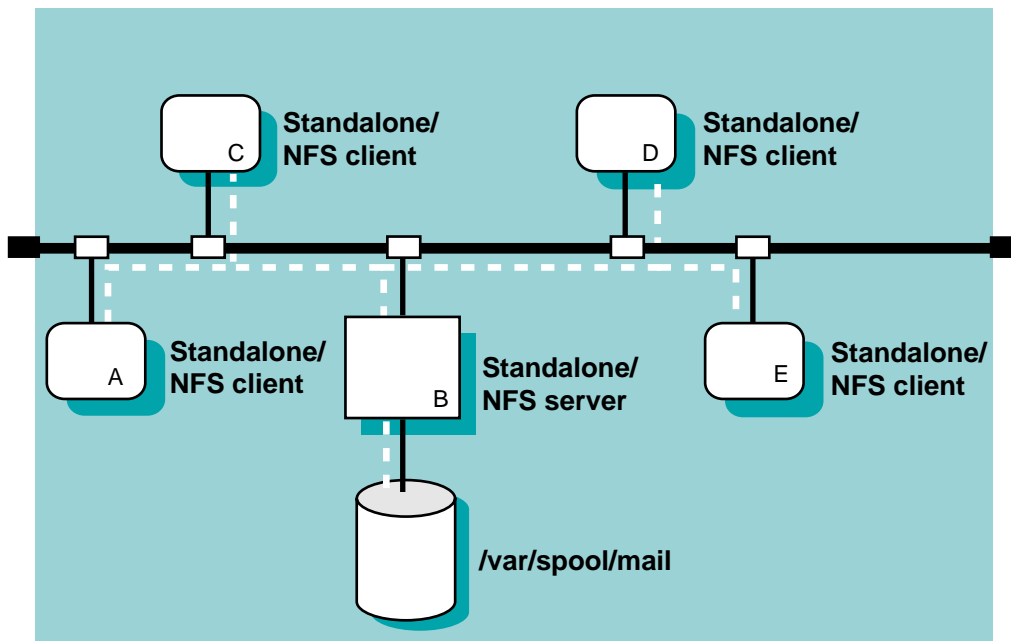 C
Standalone/
NFS client
D
Standalone/
NFS client
A
Standalone/
NFS client
B
Standalone/
NFS server
E
Standalone/
NFS client
/var/spool/mail